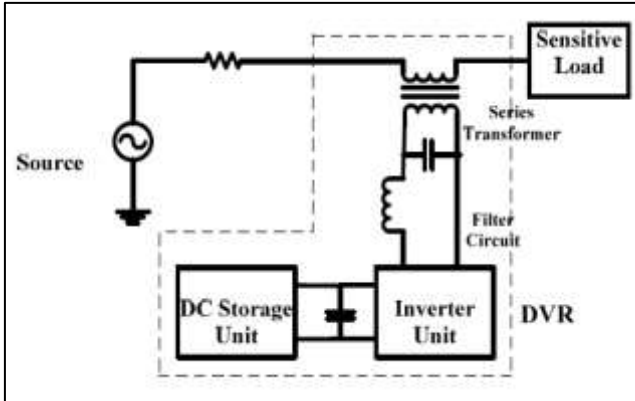 Sensitive
Load
Series
Transformer
Source
Filter
Circuit
DC Storage
Unit
Inverter
Unit
DVR